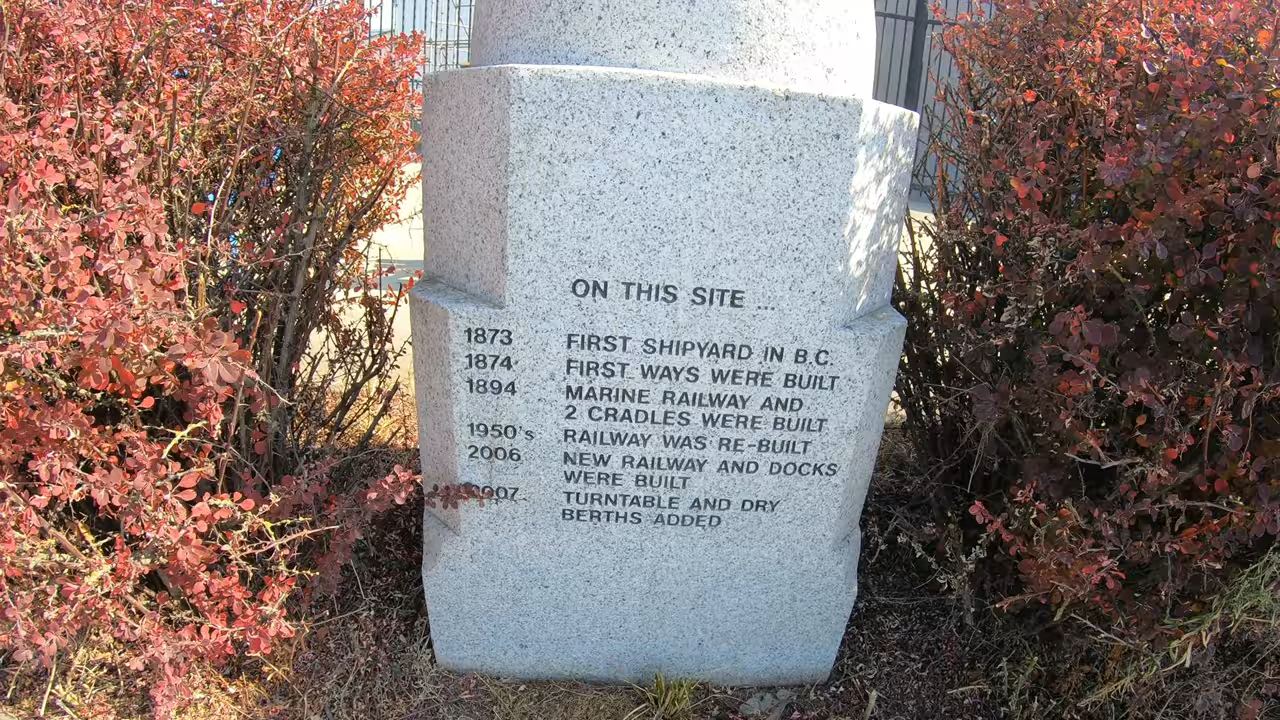 ON THIS SITE ...
1873 FIRST SHIPYARD IN B.C.
1874 FIRST WAYS WERE BUILT
1894 MARINE RAILWAY AND
2 CRADLES WERE BUILT
1950's RAILWAY WAS RE-BUILT
2006 NEW RAILWAY AND DOCKS
WERE BUILT
2007 TURNTABLE AND DRY
BERTHS ADDED